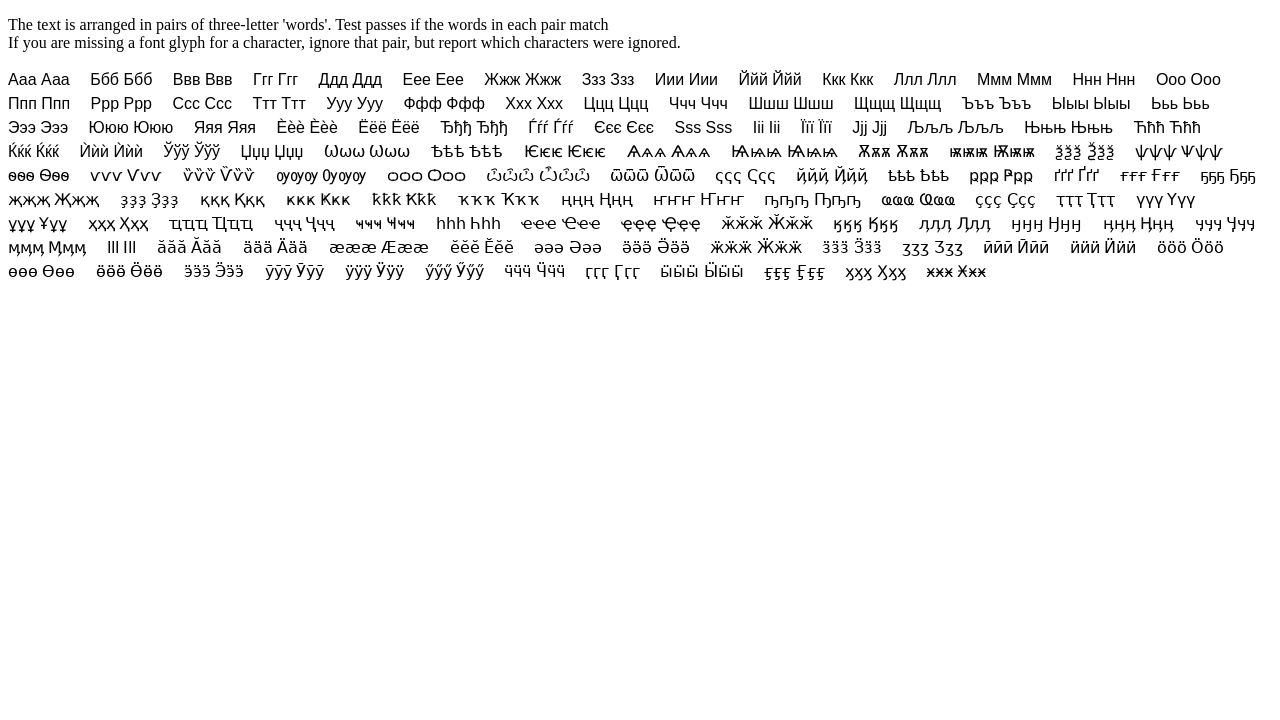 The text is arranged in pairs of three-letter 'words'. Test passes if the words in each pair match
If you are missing a font glyph for a character, ignore that pair, but report which characters were ignored.
Ааа Ааа Ббб Ббб Ввв Ввв Ггг Ггг Ддд Ддд Еее Еее Жжж Жжж Ззз Ззз Иии Иии Ййй Ййй Ккк Ккк Ллл Ллл Ммм Ммм Ннн Ннн Ооо Ооо
Ппп Ппп Ррр Ррр Ссс Ссс Ттт Ттт Ууу Ууу Ффф Ффф Ххх Ххх Ццц Ццц Ччч Ччч Шшш Шшш Щщщ Щщщ Ъъъ Ъъъ Ыыы Ыыы Ььь Ььь
Эээ Эээ Ююю Ююю Яяя Яяя Ѐѐѐ Ѐѐѐ Ёёё Ёёё Ђђђ Ђђђ Ѓѓѓ Ѓѓѓ Єєє Єєє Ѕѕѕ Ѕѕѕ Ііі Ііі Її​ї Її​ї Јјј Јјј Љљљ Љљљ Њњњ Њњњ Ћћћ Ћћћ
Ќќќ Ќќќ Ѝѝѝ Ѝѝѝ Ўўў Ўўў Џџџ Џџџ Ѡѡѡ Ѡѡѡ Ѣѣѣ Ѣѣѣ Ѥѥѥ Ѥѥѥ Ѧѧѧ Ѧѧѧ Ѩѩѩ Ѩѩѩ Ѫѫѫ Ѫѫѫ ѭѭѭ Ѭѭѭ ѯѯѯ Ѯѯѯ ѱѱѱ Ѱѱѱ
ѳѳѳ Ѳѳѳ ѵѵѵ Ѵѵѵ ѷѷѷ Ѷѷѷ ѹѹѹ Ѹѹѹ ѻѻѻ Ѻѻѻ ѽѽѽ Ѽѽѽ ѿѿѿ Ѿѿѿ ҁҁҁ Ҁҁҁ ҋҋҋ Ҋҋҋ ҍҍҍ Ҍҍҍ ҏҏҏ Ҏҏҏ ґґґ Ґґґ ғғғ Ғғғ ҕҕҕ Ҕҕҕ
җҗҗ Җҗҗ ҙҙҙ Ҙҙҙ қққ Қққ ҝҝҝ Ҝҝҝ ҟҟҟ Ҟҟҟ ҡҡҡ Ҡҡҡ ңңң Ңңң ҥҥҥ Ҥҥҥ ҧҧҧ Ҧҧҧ ҩҩҩ Ҩҩҩ ҫҫҫ Ҫҫҫ ҭҭҭ Ҭҭҭ үүү Үүү
ұұұ Ұұұ ххх Ҳҳҳ ҵҵҵ Ҵҵҵ ҷҷҷ Ҷҷҷ ҹҹҹ Ҹҹҹ һһһ Һһһ ҽҽҽ Ҽҽҽ ҿҿҿ Ҿҿҿ ӂӂӂ Ӂӂӂ ӄӄӄ Ӄӄӄ ӆӆӆ Ӆӆӆ ӈӈӈ Ӈӈӈ ӊӊӊ Ӊӊӊ ӌӌӌ Ӌӌӌ
ӎӎӎ Ӎӎӎ ӏӏӏ ӏӏӏ ӑӑӑ Ӑӑӑ ӓӓӓ Ӓӓӓ ӕӕӕ Ӕӕӕ ӗӗӗ Ӗӗӗ әәә Әәә ӛӛӛ Ӛӛӛ ӝӝӝ Ӝӝӝ ӟӟӟ Ӟӟӟ ӡӡӡ Ӡӡӡ ӣӣӣ Ӣӣӣ ӥӥӥ Ӥӥӥ ӧӧӧ Ӧӧӧ
өөө Өөө ӫӫӫ Ӫӫӫ ӭӭӭ Ӭӭӭ ӯӯӯ Ӯӯӯ ӱӱӱ Ӱӱӱ ӳӳӳ Ӳӳӳ ӵӵӵ Ӵӵӵ ӷӷӷ Ӷӷӷ ӹӹӹ Ӹӹӹ ӻӻӻ Ӻӻӻ ӽӽӽ Ӽӽӽ ӿӿӿ Ӿӿӿ